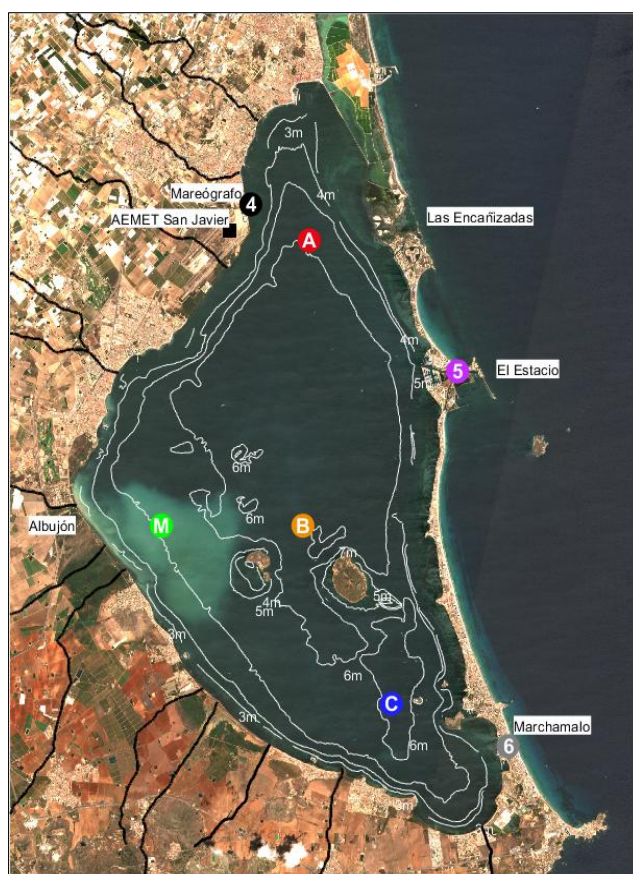 3m
4m
Mareógrafo
4
AEMET San Javier
Las Encañizadas
A
4m
5
El Estacio
5m
6m
6m
Albujón
M
B
7m
4m
5m
5m
3m
6m
C
3m
Marchamalo
6
6m
3m